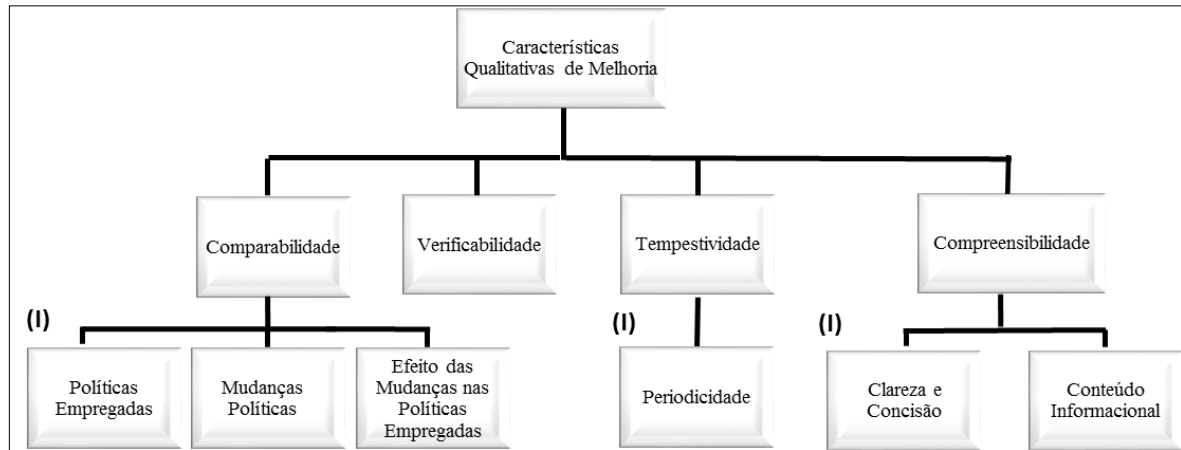 Características
Qualitativas de Melhoria
Comparabilidade
Verificabilidade
Tempestividade
Compreensibilidade
(I)
(I)
(I)
Políticas
Empregadas
Mudanças
Políticas
Efeito das
Mudanças nas
Políticas
Empregadas
Periodicidade
Clareza e
Concisão
Conteúdo
Informacional